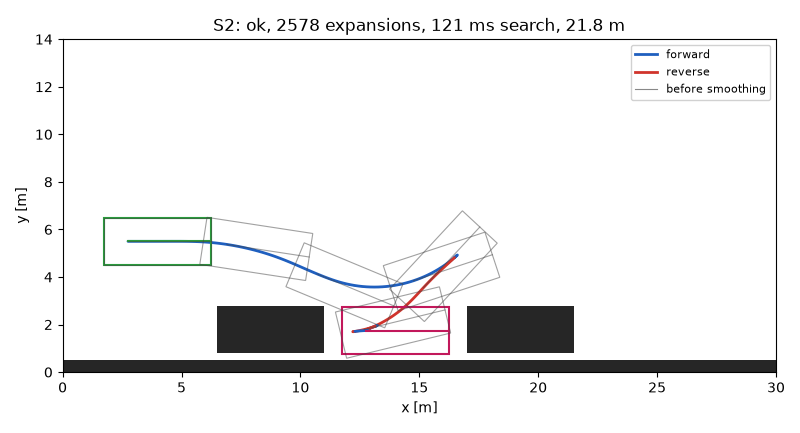 S2: ok, 2578 expansions, 121 ms search, 21.8 m
forward
reverse
before smoothing
14
12
10
8
6
4
2
0
y [m]
0 5 10 15 20 25 30
x [m]